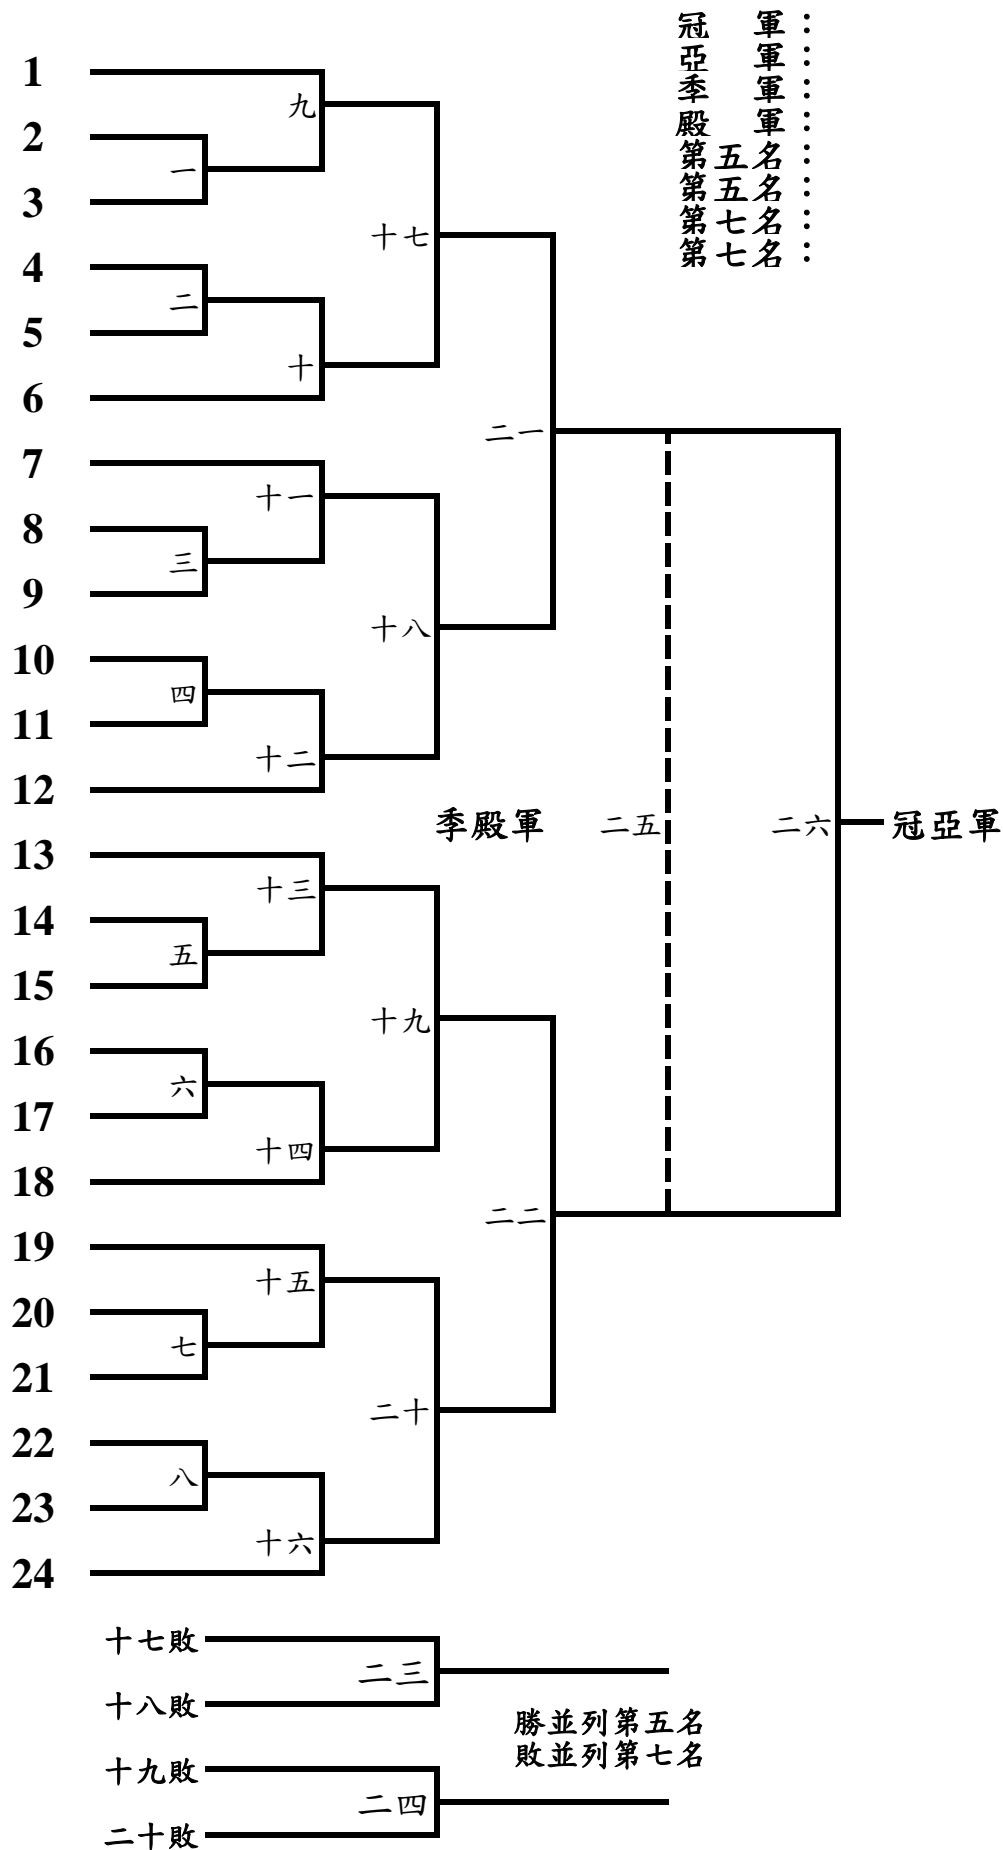 冠 軍：
亞 軍：
季 軍：
殿 軍：
第五名：
第五名：
第七名：
第七名：
1
九
2
一
3
十七
4
二
5
十
6
二一
7
十一
8
三
9
十八
10
四
11
十二
12
季殿軍 二五 二六 冠亞軍
13
十三
14
五
15
十九
16
六
17
十四
18
二二
19
十五
20
七
21
二十
22
八
23
十六
24
十七敗
二三
十八敗
勝並列第五名
敗並列第七名
十九敗
二四
二十敗